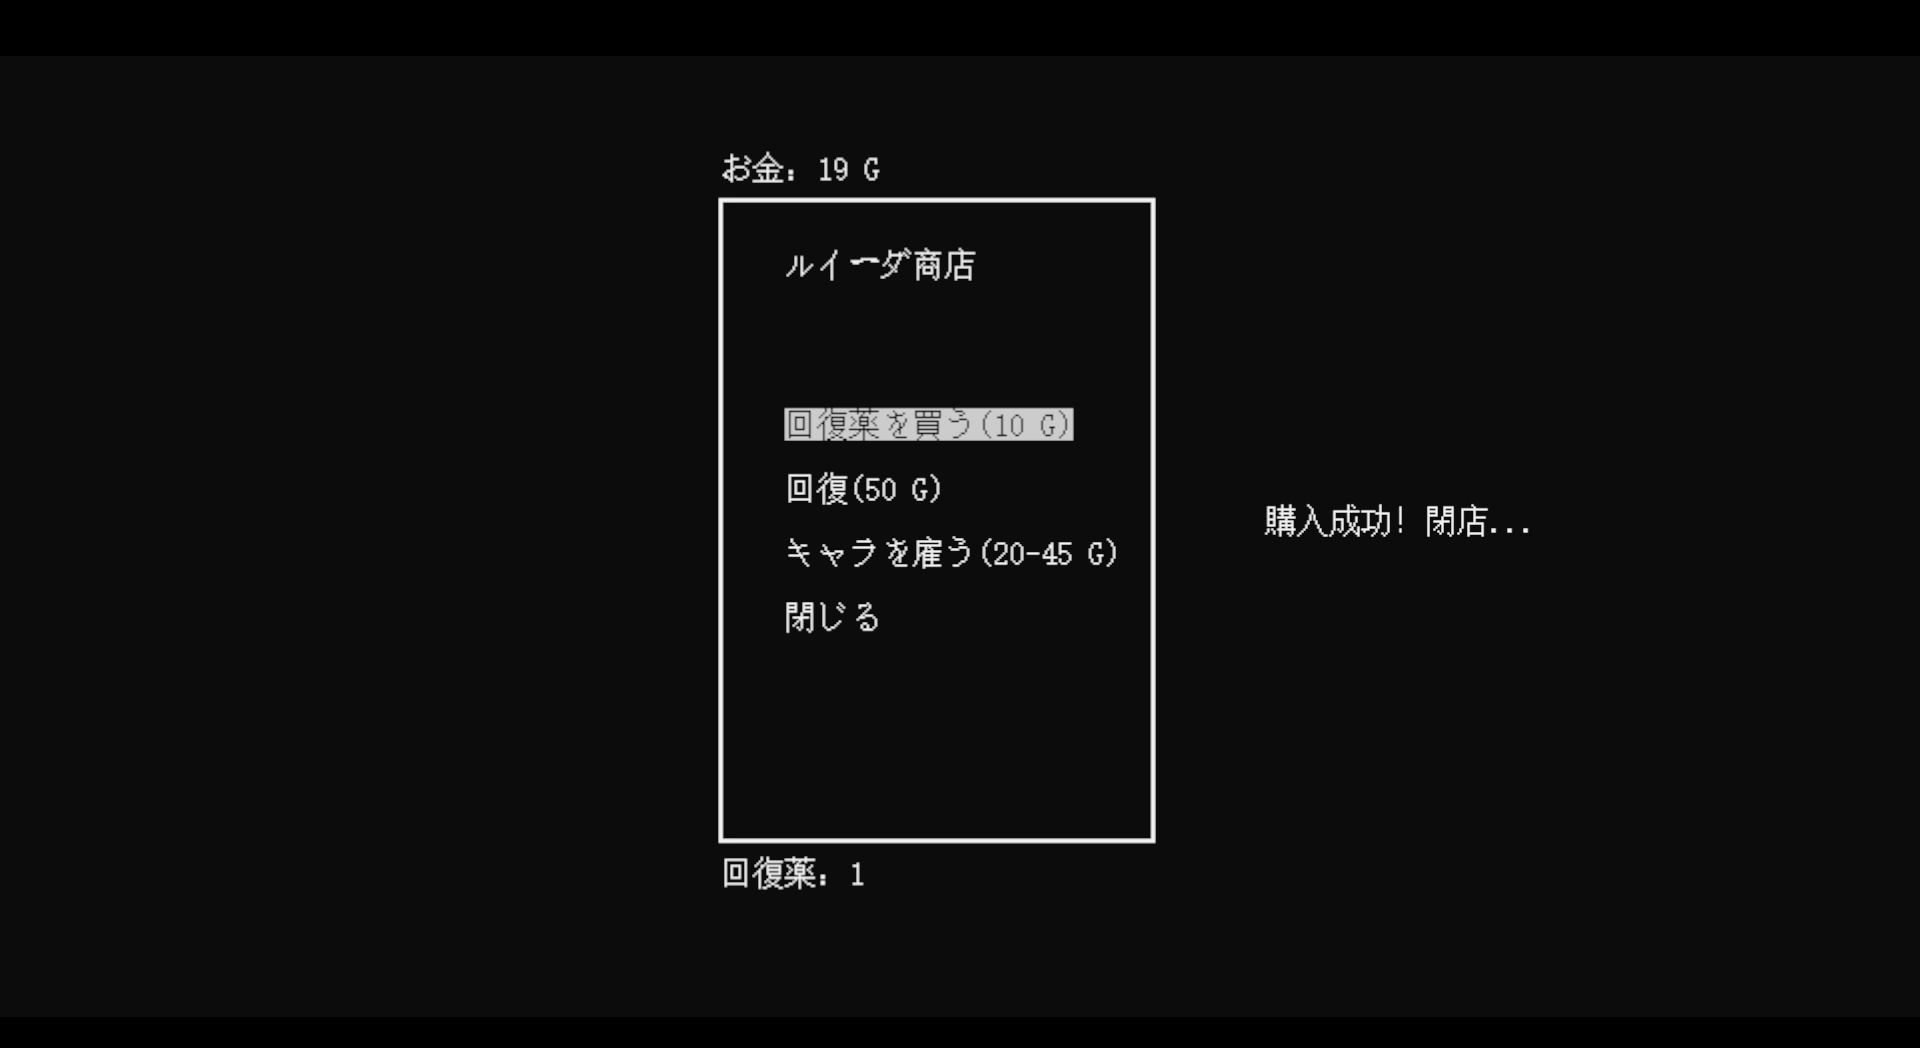 お金: 19 G
ルイーダ商店
回復薬を買う(10 G)
回復(50 G)
キャラを雇う(20-45 G)
閉じる
購入成功! 閉店...
回復薬: 1